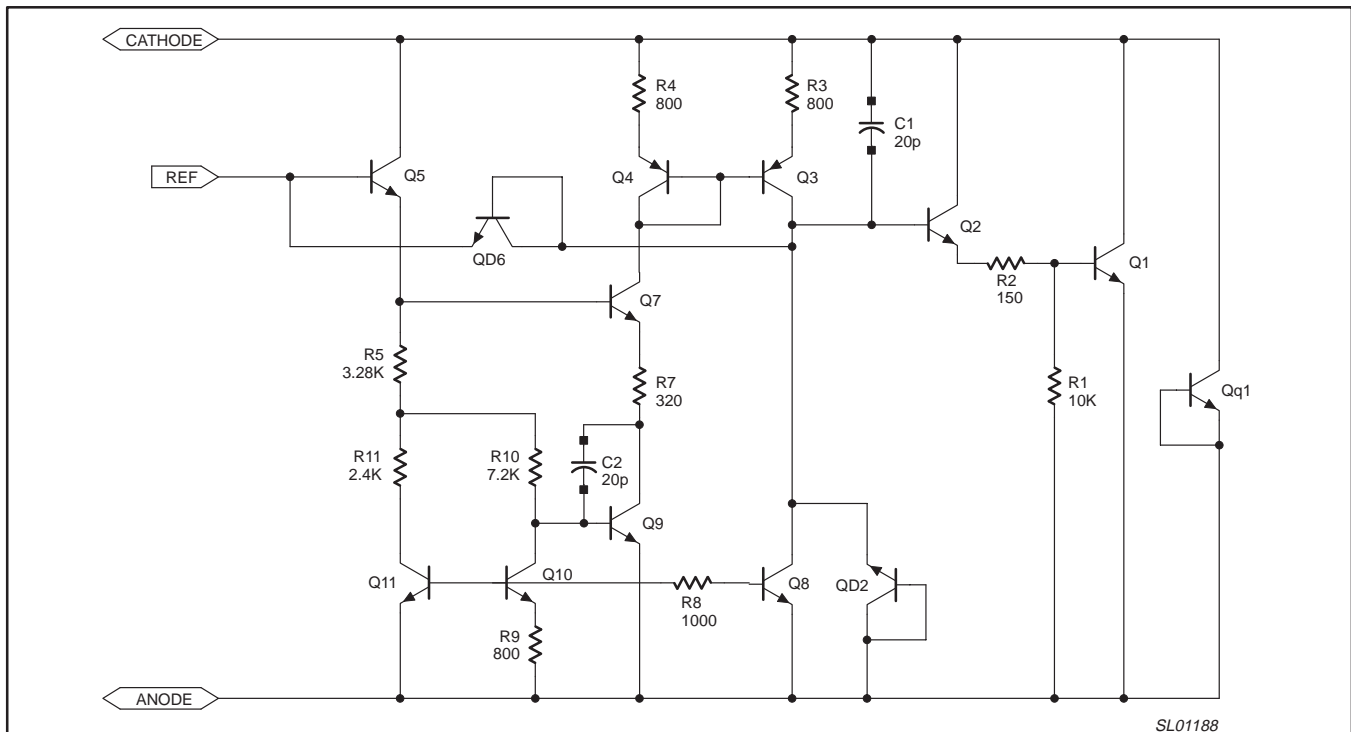 CATHODE
R4
800
R3
800
C1
20p
REF
Q5
Q4
Q3
Q2
QD6
Q1
R2
150
Q7
R5
3.28K
R7
320
R1
10K
Qq1
R11
2.4K
R10
7.2K
C2
20p
Q9
Q11
Q10
Q8
QD2
R8
1000
R9
800
ANODE
SL01188